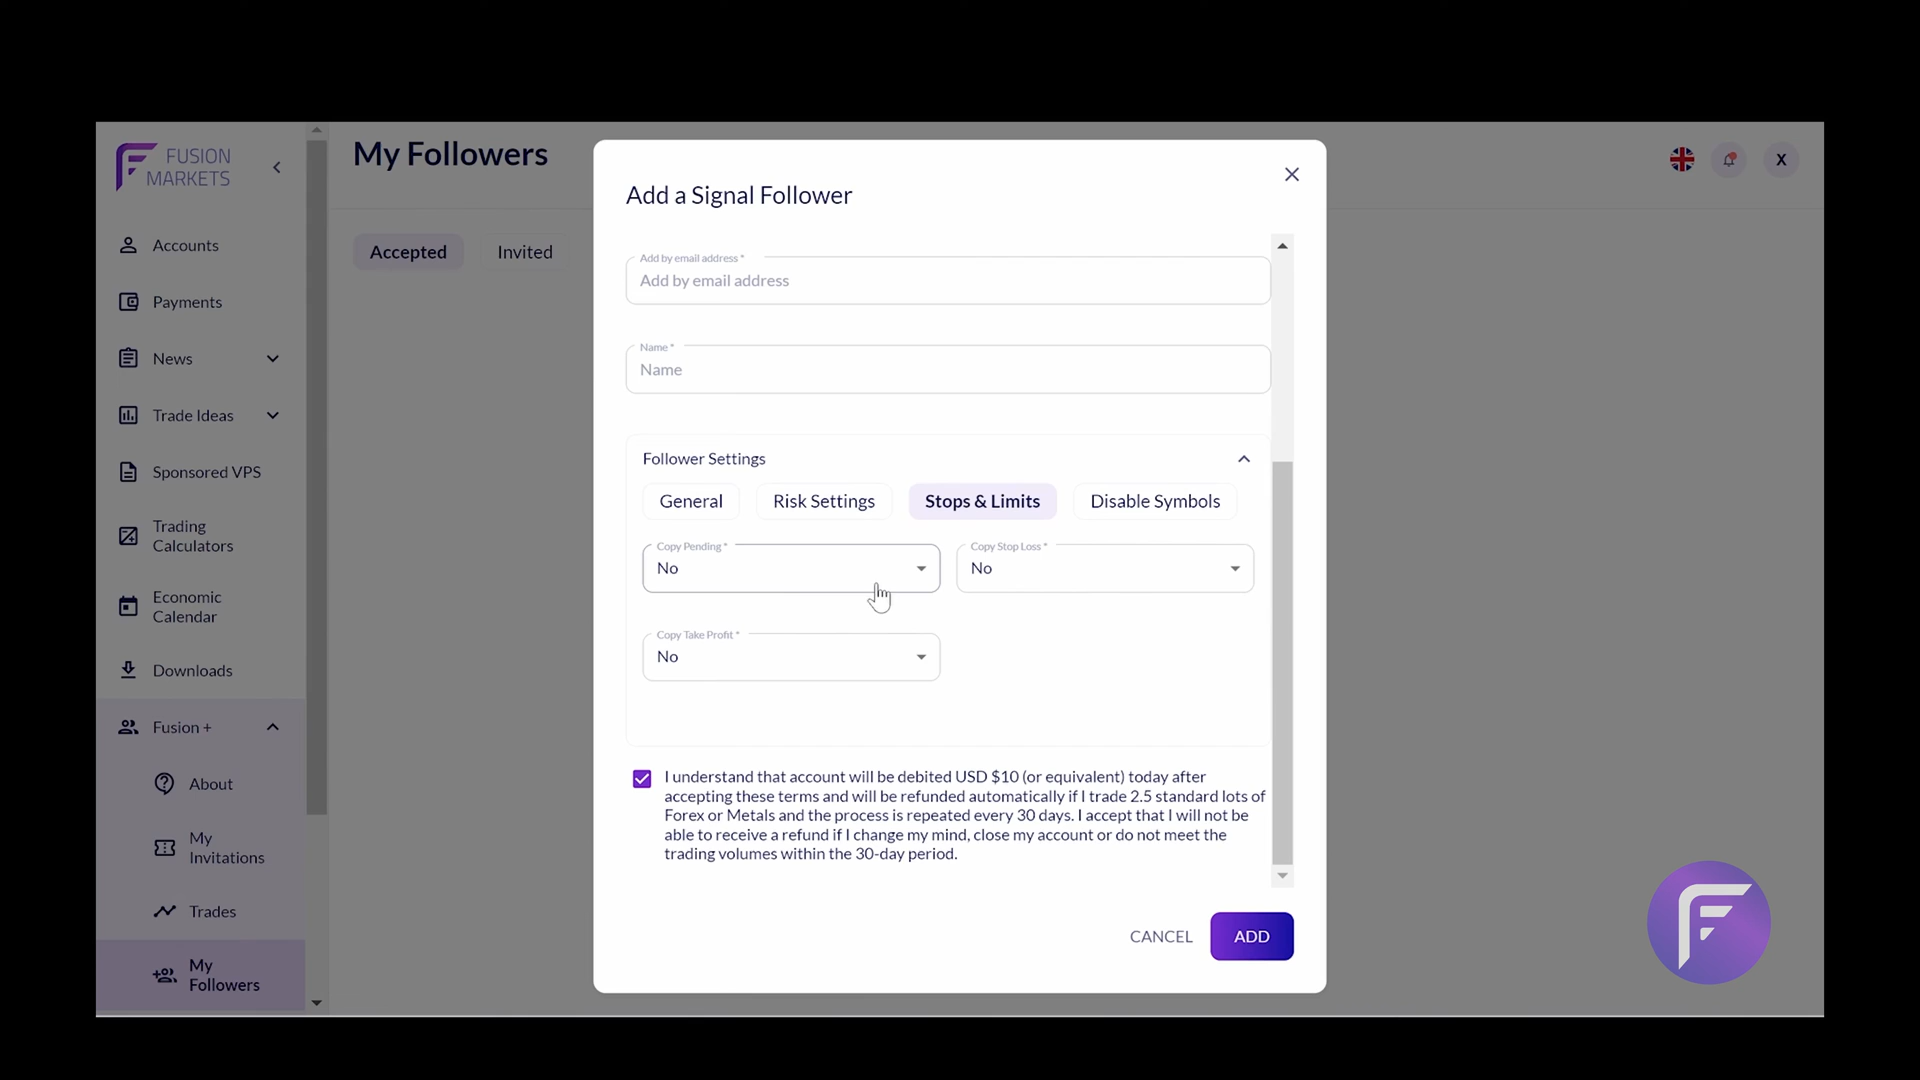 FUSION
MARKETS
Accounts
Payments
News
Trade Ideas
Sponsored VPS
Trading
Calculators
Economic
Calendar
Downloads
Fusion +
About
My
Invitations
Trades
My
Followers
My Followers
Accepted
Invited
X
Add a Signal Follower
Add by email address *
Add by email address
Name *
Name
Follower Settings
General
Risk Settings
Stops & Limits
Disable Symbols
Copy Pending *
No
Copy Stop Loss *
No
Copy Take Profit *
No
I understand that account will be debited USD $10 (or equivalent) today after
accepting these terms and will be refunded automatically if I trade 2.5 standard lots of
Forex or Metals and the process is repeated every 30 days. I accept that I will not be
able to receive a refund if I change my mind, close my account or do not meet the
trading volumes within the 30-day period.
CANCEL
ADD